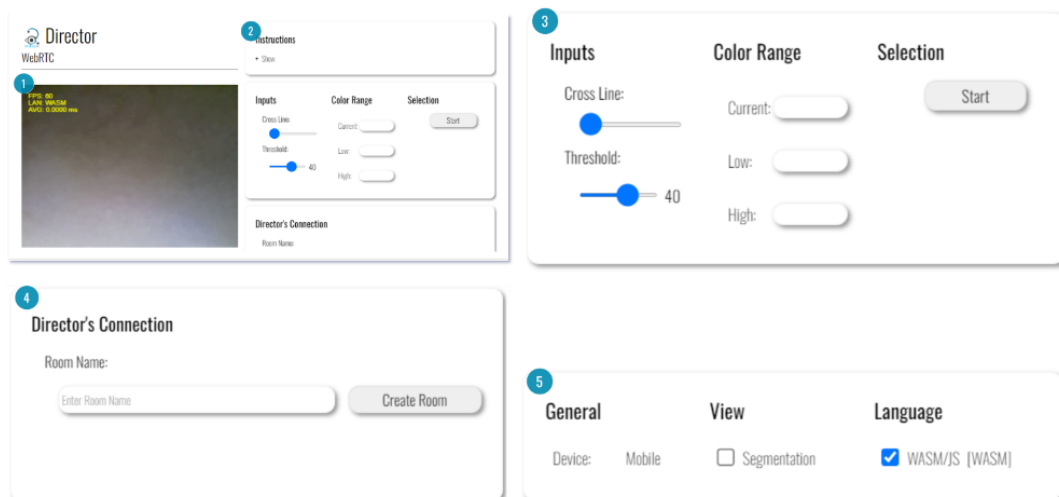 Director
WebRTC
1
FPS: 60
LAN: WASM
AVG: 0.0000 ms
2
Instructions
Show
Inputs
Color Range
Selection
Cross Line:
Current:
Start
Threshold:
40
Low:
High:
Director's Connection
Room Name:
3
Inputs
Color Range
Selection
Cross Line:
Current:
Start
Threshold:
40
Low:
High:
4
Director's Connection
Room Name:
Enter Room Name
Create Room
5
General
View
Language
Device: Mobile
Segmentation
WASM/JS [WASM]